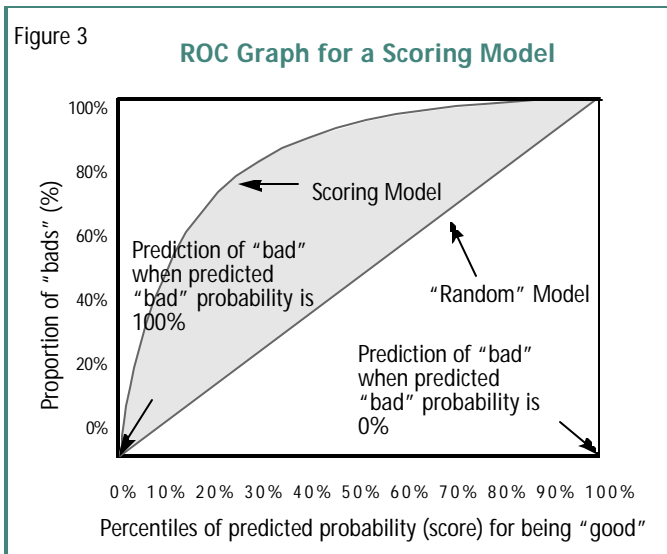 Figure 3
ROC Graph for a Scoring Model
100%
80%
60%
40%
20%
0%
Proportion of "bads" (%)
Scoring Model
Prediction of "bad"
when predicted
"bad" probability is
100%
"Random" Model
Prediction of "bad"
when predicted
"bad" probability is
0%
0% 10% 20% 30% 40% 50% 60% 70% 80% 90% 100%
Percentiles of predicted probability (score) for being "good"